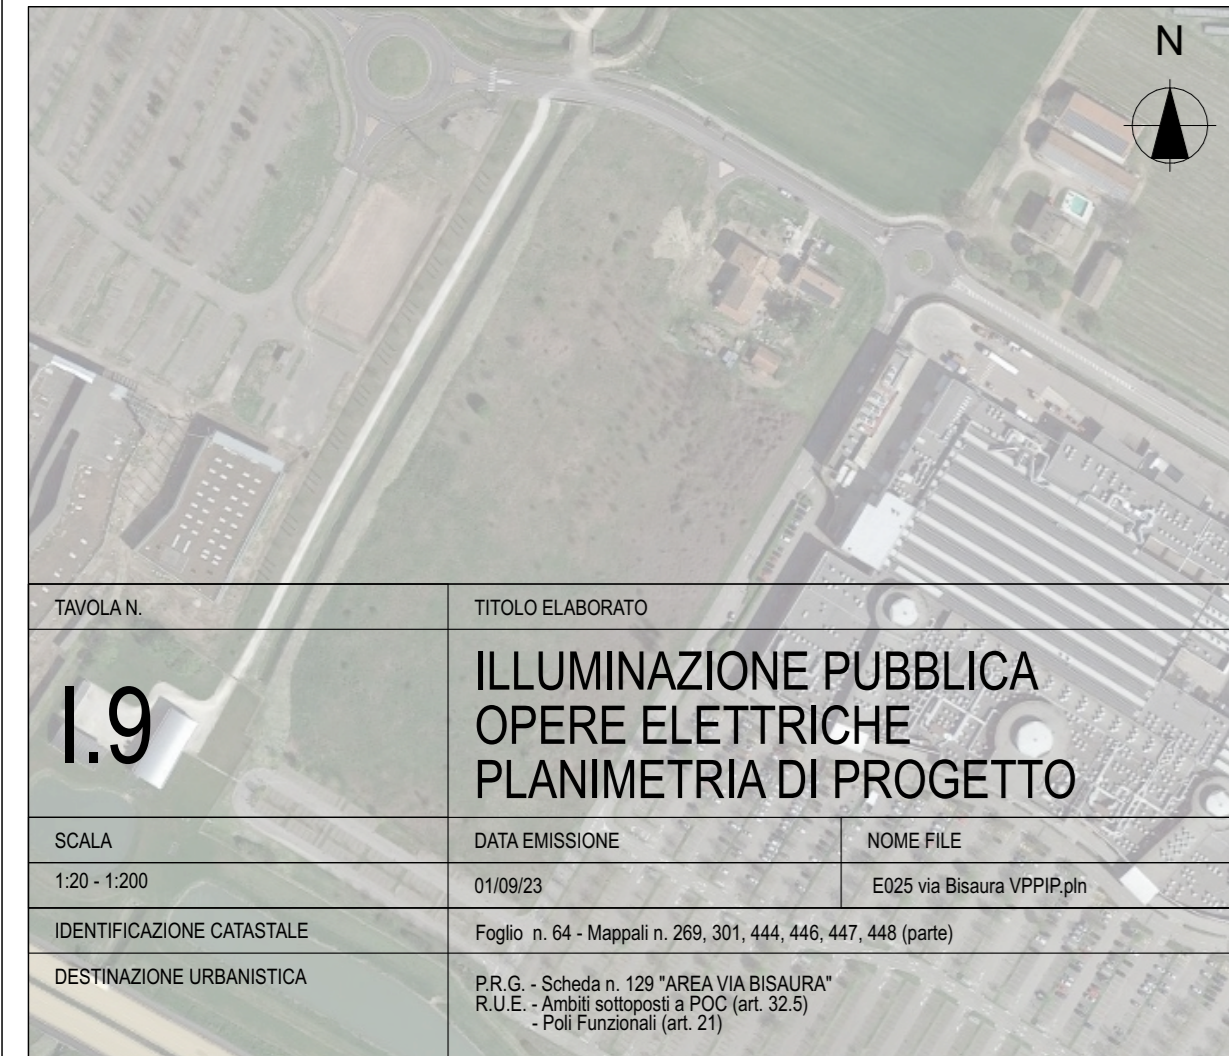 N
TAVOLA N.
TITOLO ELABORATO
I.9
ILLUMINAZIONE PUBBLICA
OPERE ELETTRICHE
PLANIMETRIA DI PROGETTO
SCALA
DATA EMISSIONE
NOME FILE
1:20 - 1:200
01/09/23
E025 via Bisaura VPPIP.pln
IDENTIFICAZIONE CATASTALE
Foglio n. 64 - Mappali n. 269, 301, 444, 446, 447, 448 (parte)
DESTINAZIONE URBANISTICA
P.R.G. - Scheda n. 129 "AREA VIA BISAURA"
R.U.E. - Ambiti sottoposti a POC (art. 32.5)
- Poli Funzionali (art. 21)